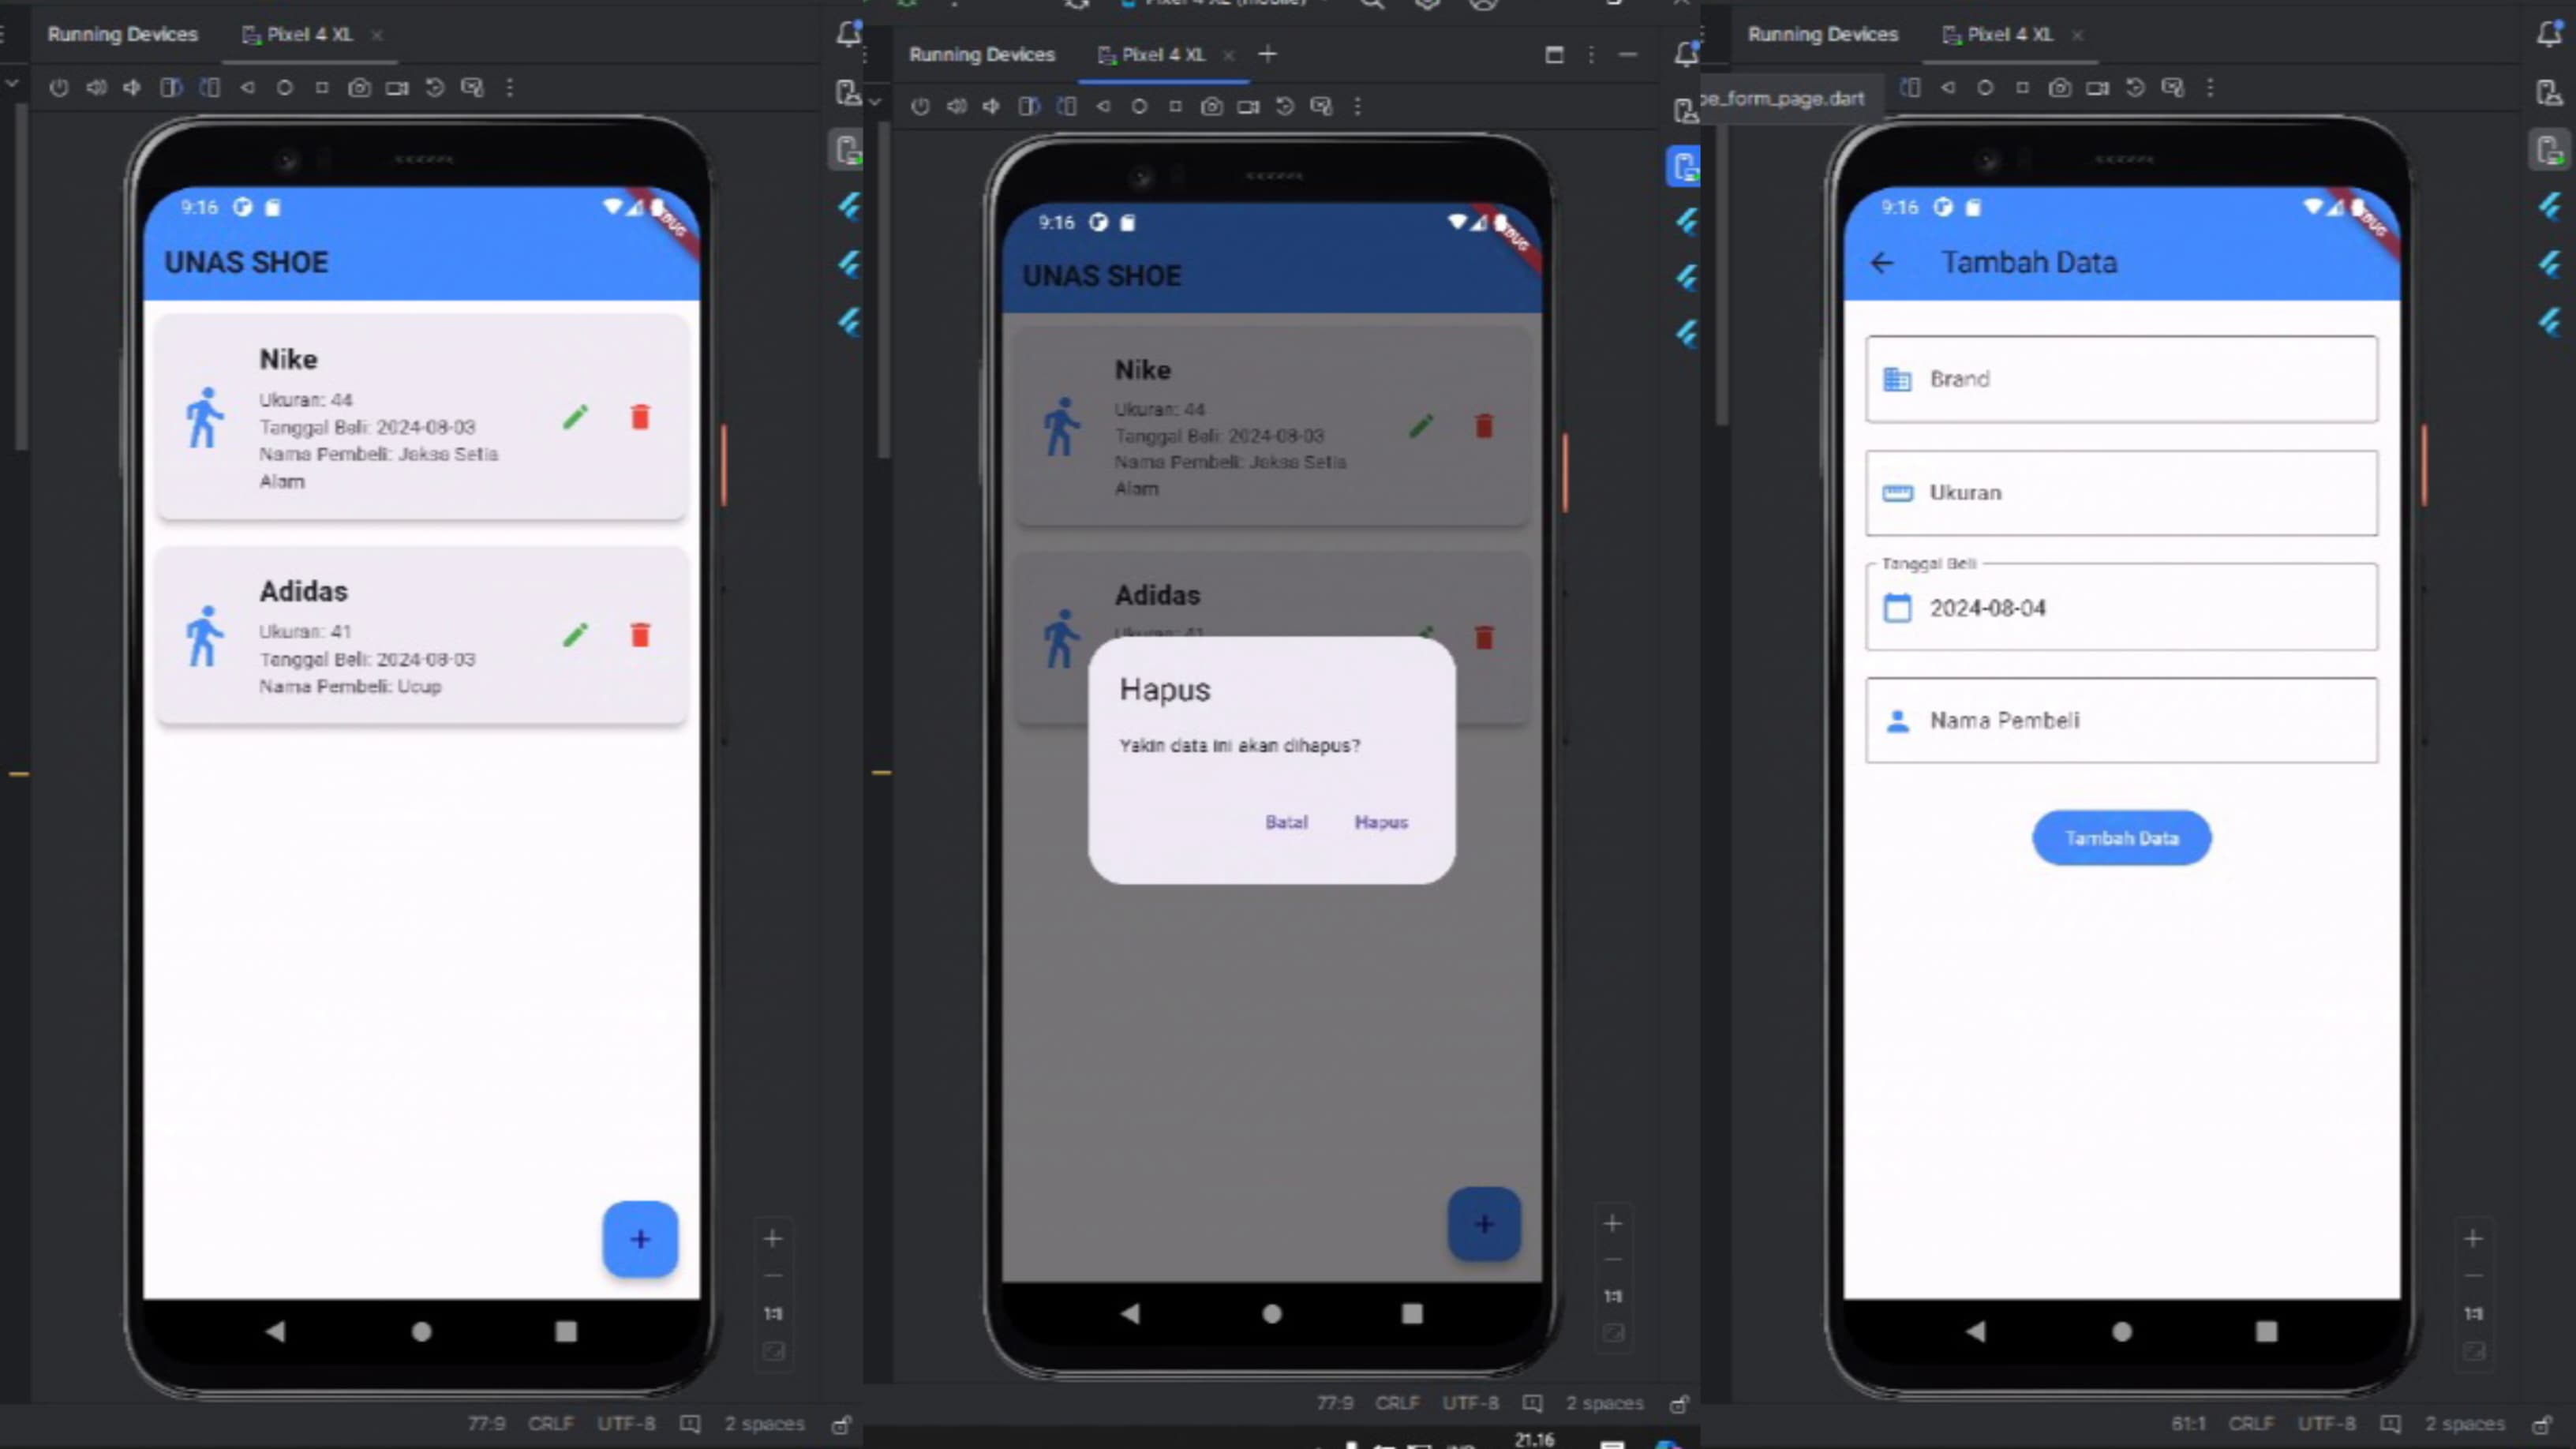 Running Devices
Pixel 4 XL
9:16
DEBUG
UNAS SHOE
Nike
Ukuran: 44
Tanggal Beli: 2024-08-03
Nama Pembeli: Jaksa Setia
Alam
Adidas
Ukuran: 41
Tanggal Beli: 2024-08-03
Nama Pembeli: Ucup
1:1
77:9 CRLF UTF-8 2 spaces
Pixel 4 XL (mobile)
Running Devices
Pixel 4 XL
9:16
UNAS SHOE
Nike
Ukuran: 44
Tanggal Beli: 2024-08-03
Nama Pembeli: Jaksa Setia
Alam
Adidas
Ukuran: 41
Hapus
Yakin data ini akan dihapus?
Batal Hapus
1:1
77:9 CRLF UTF-8 2 spaces
21.16
Running Devices
Pixel 4 XL
oe_form_page.dart
9:16
Tambah Data
Brand
Ukuran
Tanggal Beli
2024-08-04
Nama Pembeli
Tambah Data
1:1
61:1 CRLF UTF-8 2 spaces